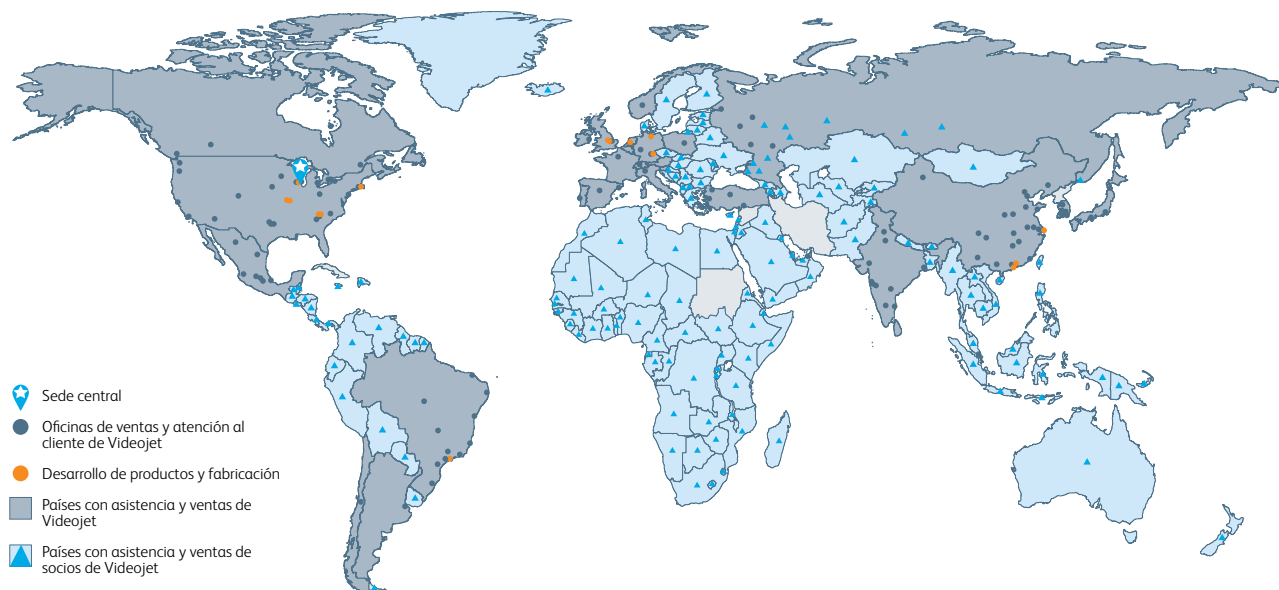 Sede central
Oficinas de ventas y atención al
cliente de Videojet
Desarrollo de productos y fabricación
Países con asistencia y ventas de
Videojet
Países con asistencia y ventas de
socios de Videojet